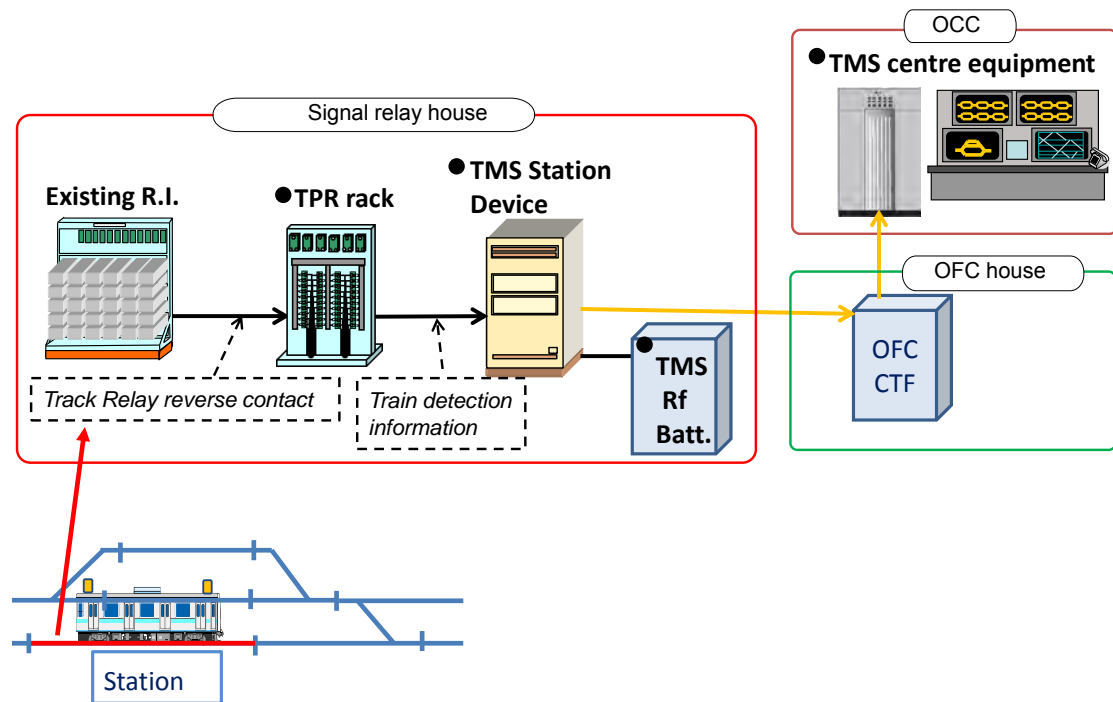 OCC
●TMS centre equipment
Signal relay house
Existing R.I.
●TPR rack
●TMS Station
Device
OFC house
OFC
CTF
●TMS
Rf
Batt.
Track Relay reverse contact
Train detection
information
Station